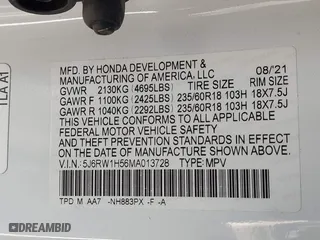 MFD. BY HONDA DEVELOPMENT &
MANUFACTURING OF AMERICA, LLC 08/'21
GVWR 2130KG (4695LBS) TIRE SIZE RIM SIZE
GAWR F 1100KG (2425LBS) 235/60R18 103H 18X7.5J
GAWR R 1040KG (2292LBS) 235/60R18 103H 18X7.5J
THIS VEHICLE CONFORMS TO ALL APPLICABLE
FEDERAL MOTOR VEHICLE SAFETY AND
THEFT PREVENTION STANDARDS IN EFFECT ON
THE DATE OF MANUFACTURE SHOWN ABOVE.
V.I.N.: 5J6RW1H56MA013728 TYPE: MPV
TPD M AA7 -NH883PX -F -A
TLA A1
© AUTOBIDMASTER